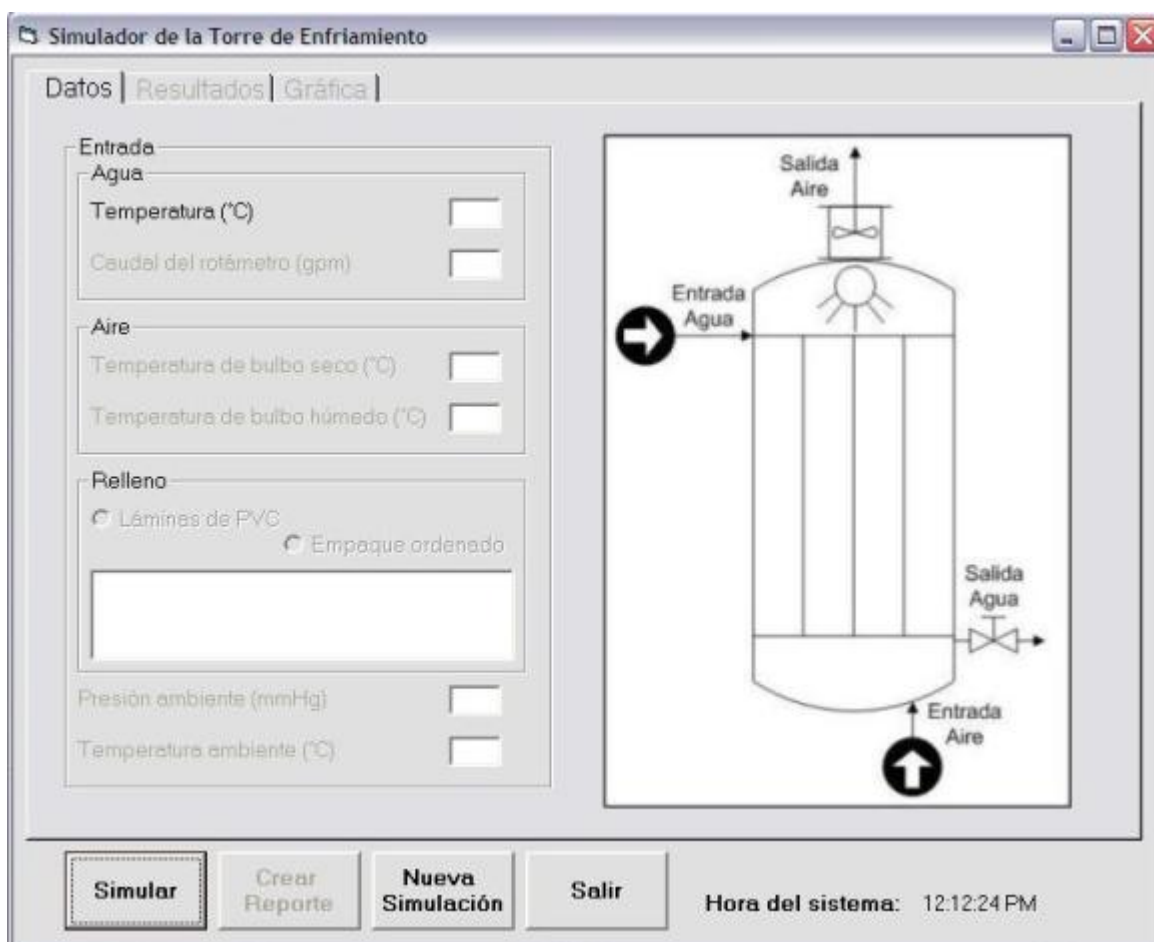 Simulador de la Torre de Enfriamiento
Datos Resultados Gráfica
Entrada
Agua
Temperatura (°C)
Caudal del rotámetro (gpm)
Aire
Temperatura de bulbo seco (°C)
Temperatura de bulbo húmedo (°C)
Relleno
Láminas de PVC
Empaque ordenado
Presión ambiente (mmHg)
Temperatura ambiente (°C)
Salida
Aire
Entrada
Agua
Salida
Agua
Entrada
Aire
Simular
Crear
Reporte
Nueva
Simulación
Salir
Hora del sistema: 12:12:24 PM